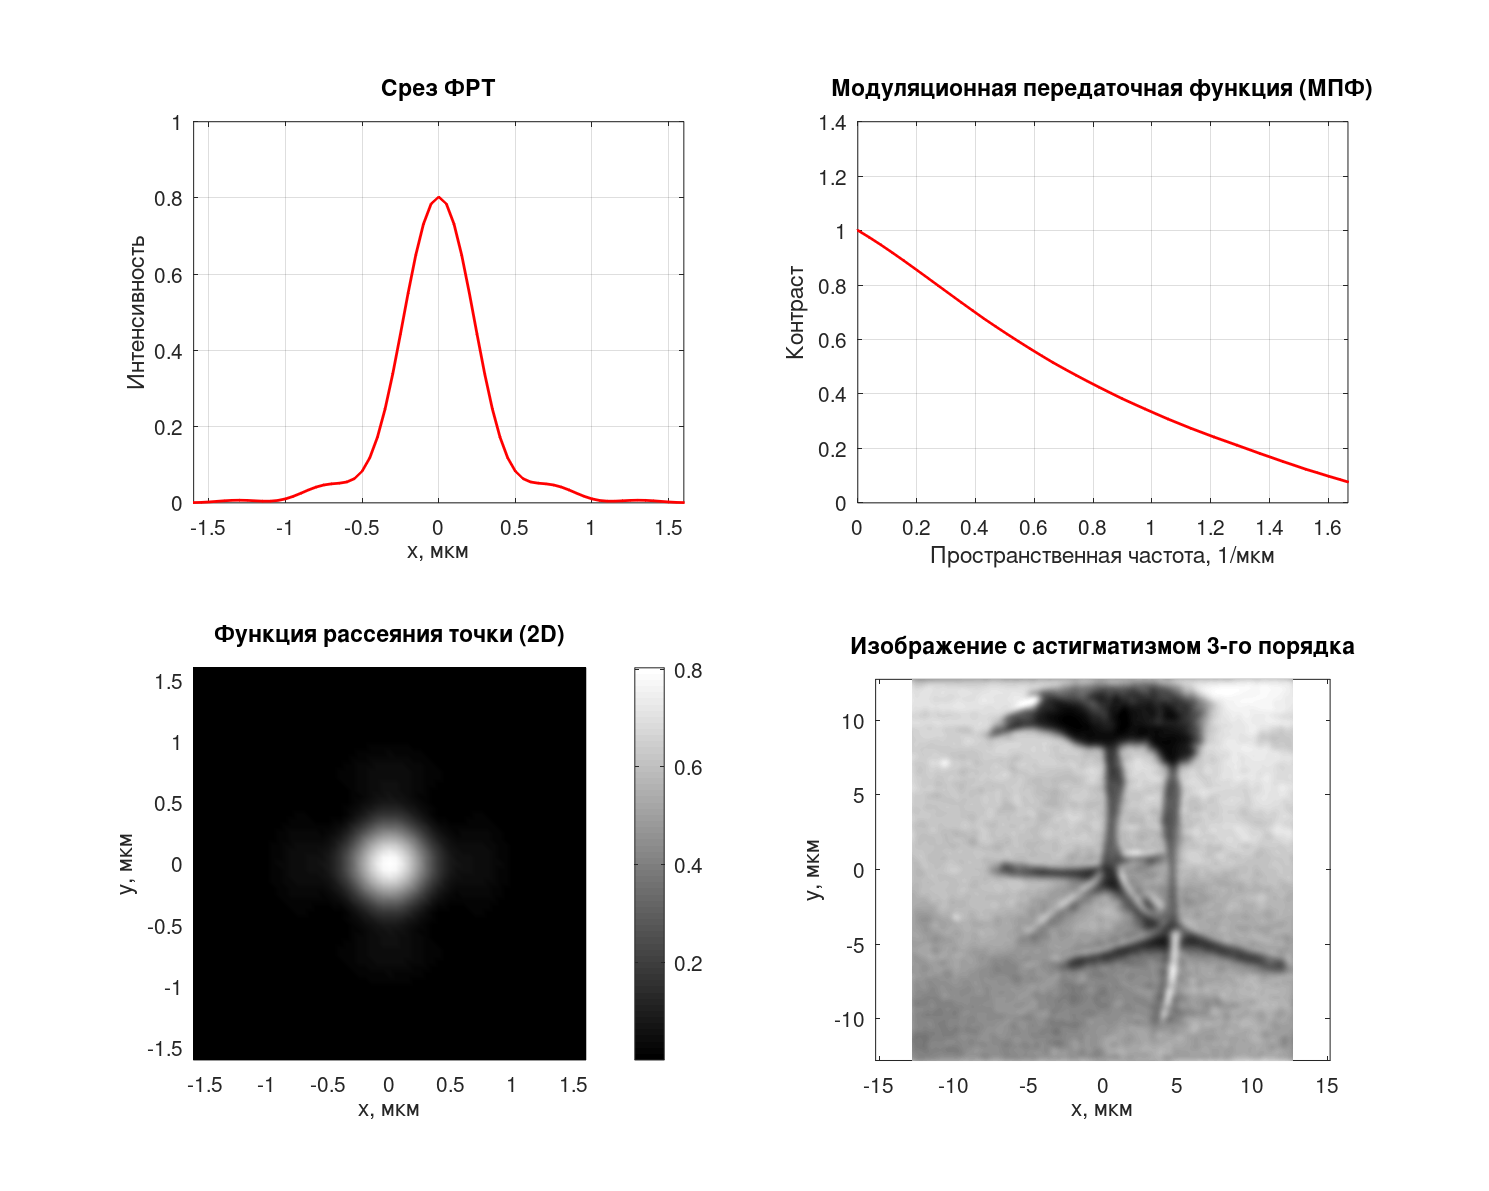 Срез ФРТ
1
0.8
0.6
0.4
0.2
0
Интенсивность
-1.5 -1 -0.5 0 0.5 1 1.5
x, мкм
Модуляционная передаточная функция (МПФ)
1.4
1.2
1
0.8
0.6
0.4
0.2
0
Контраст
0 0.2 0.4 0.6 0.8 1 1.2 1.4 1.6
Пространственная частота, 1/мкм
Функция рассеяния точки (2D)
1.5
1
0.5
0
-0.5
-1
-1.5
y, мкм
-1.5 -1 -0.5 0 0.5 1 1.5
x, мкм
0.8
0.6
0.4
0.2
Изображение с астигматизмом 3-го порядка
10
5
0
-5
-10
y, мкм
-15 -10 -5 0 5 10 15
x, мкм